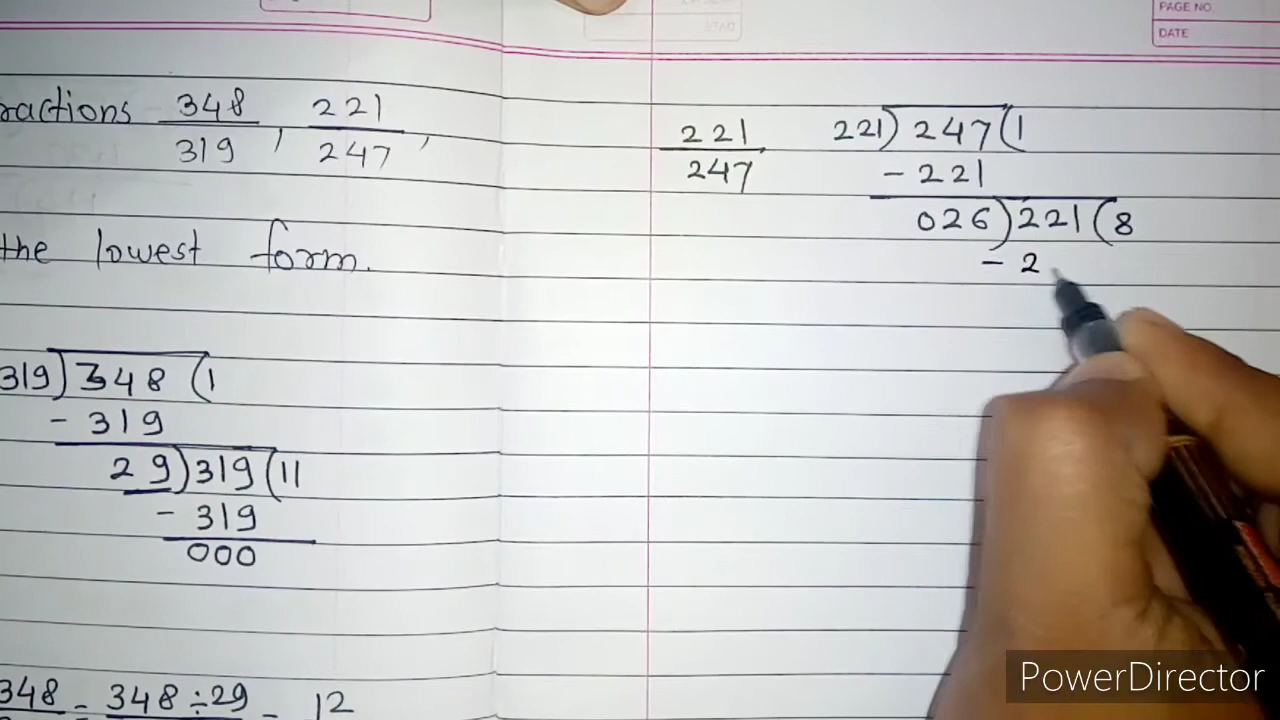 PAGE NO.
DATE
ractions 348/319 , 221/247 ,
the lowest form.
319) 348 (1
- 319
29) 319 (11
- 319
000
348 = 348 ÷ 29 = 12
221/247
221) 247 (1
- 221
026) 221 (8
- 2
PowerDirector